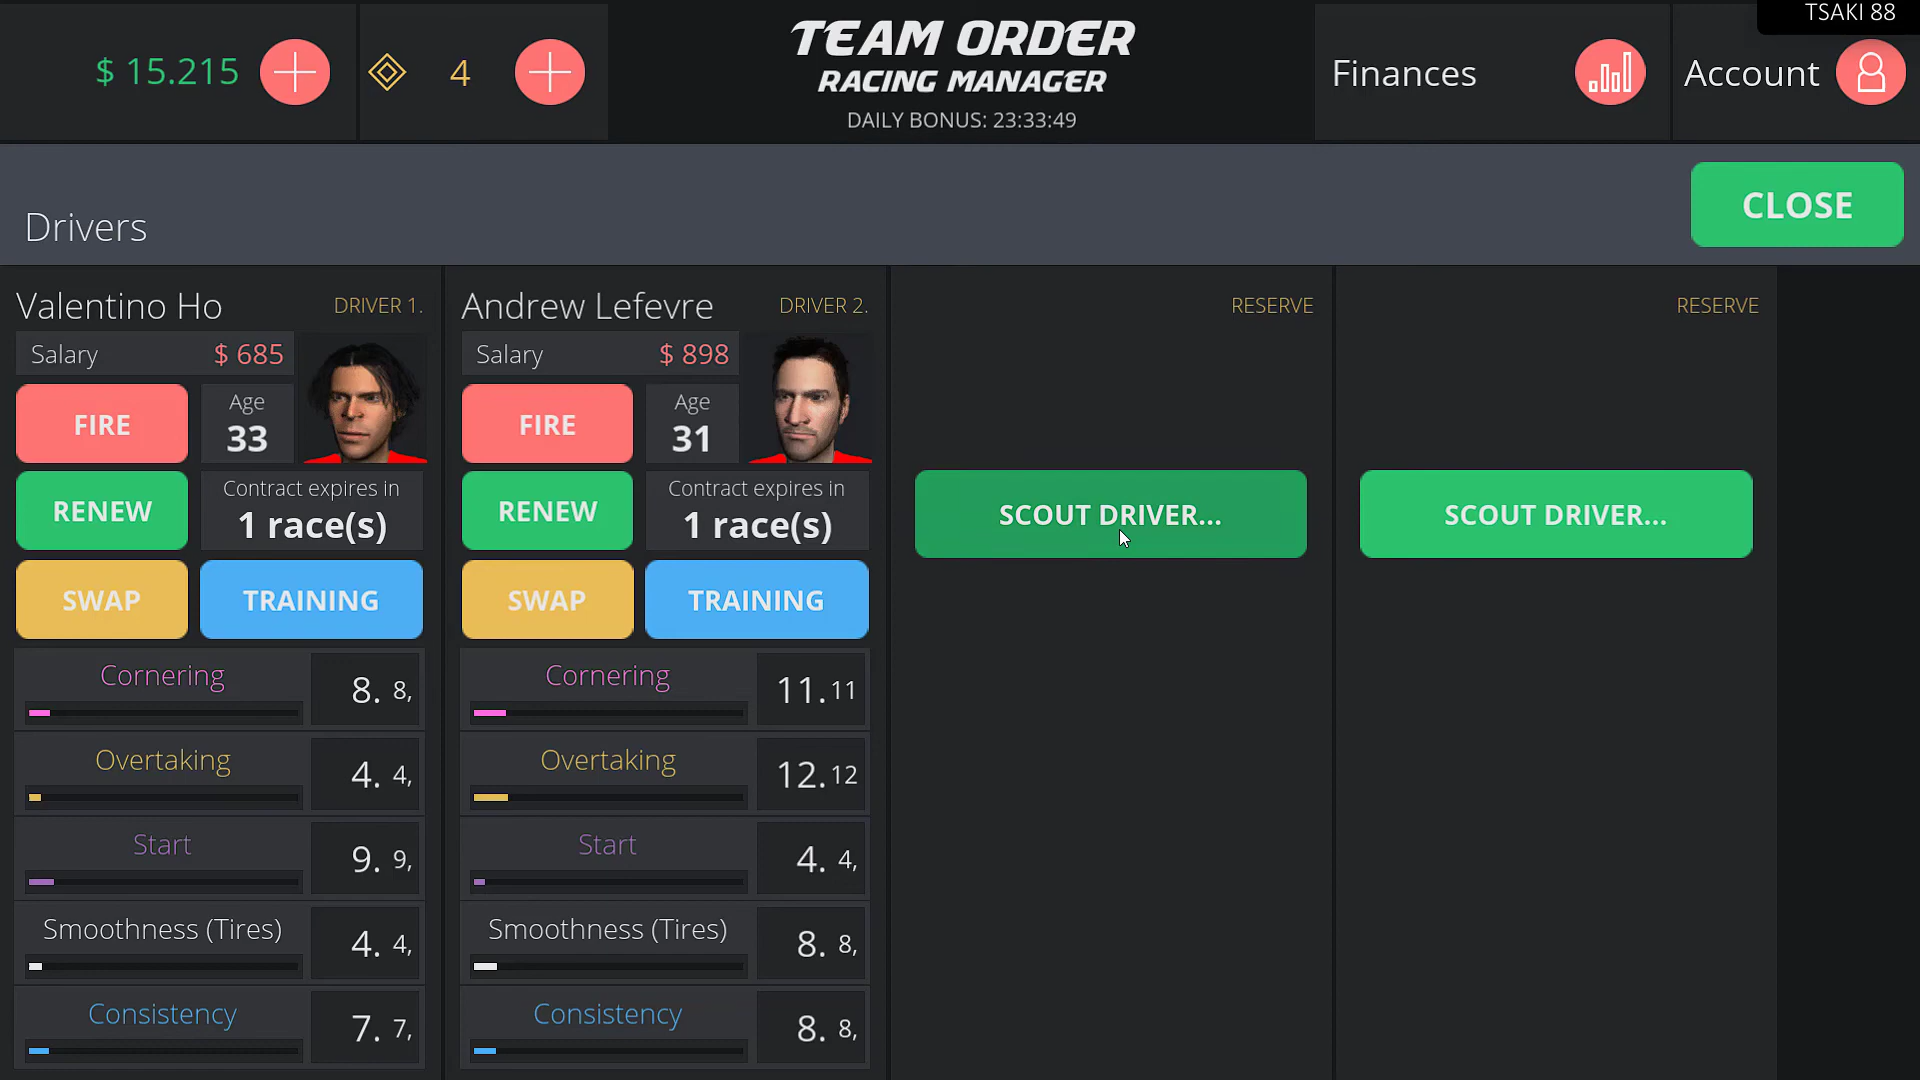 TSAKI 88
$ 15.215
4
TEAM ORDER
RACING MANAGER
DAILY BONUS: 23:33:49
Finances
Account
Drivers
CLOSE
Valentino Ho
DRIVER 1.
Salary
$ 685
FIRE
Age
33
RENEW
Contract expires in
1 race(s)
SWAP
TRAINING
Cornering
8. 8,
Overtaking
4. 4,
Start
9. 9,
Smoothness (Tires)
4. 4,
Consistency
7. 7,
Andrew Lefevre
DRIVER 2.
Salary
$ 898
FIRE
Age
31
RENEW
Contract expires in
1 race(s)
SWAP
TRAINING
Cornering
11. 11
Overtaking
12. 12
Start
4. 4,
Smoothness (Tires)
8. 8,
Consistency
8. 8,
RESERVE
SCOUT DRIVER...
RESERVE
SCOUT DRIVER...